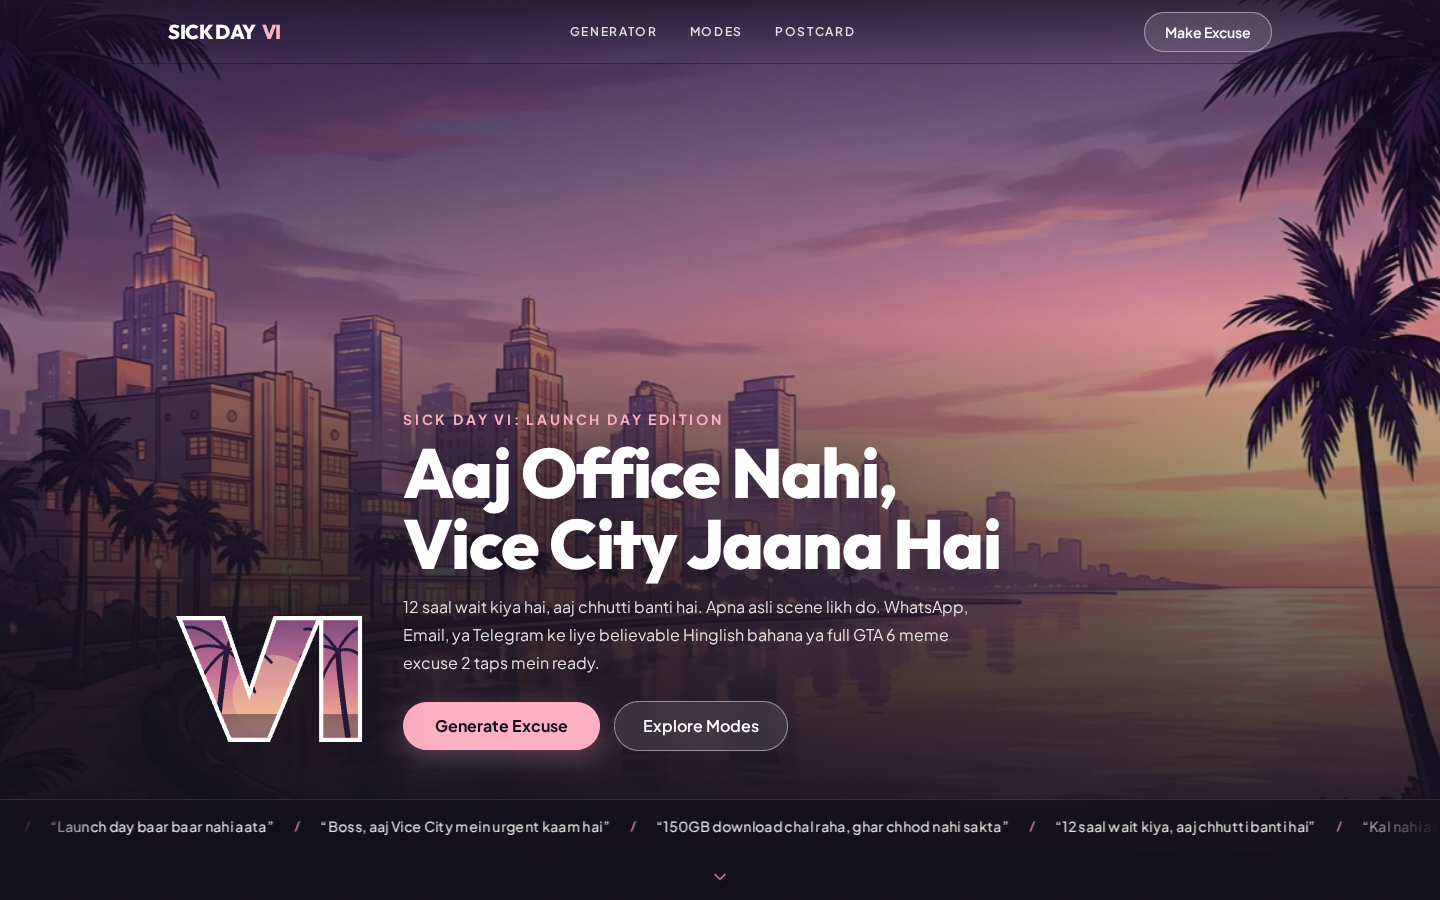 SICK DAY VI
GENERATOR
MODES
POSTCARD
Make Excuse
SICK DAY VI: LAUNCH DAY EDITION
Aaj Office Nahi,
Vice City Jaana Hai
12 saal wait kiya hai, aaj chhutti banti hai. Apna asli scene likh do. WhatsApp,
Email, ya Telegram ke liye believable Hinglish bahana ya full GTA 6 meme
excuse 2 taps mein ready.
VI
Generate Excuse
Explore Modes
/ “Launch day baar baar nahi aata” / “Boss, aaj Vice City mein urgent kaam hai” / “150GB download chal raha, ghar chhod nahi sakta” / “12 saal wait kiya, aaj chhutti banti hai” / “Kal nahi